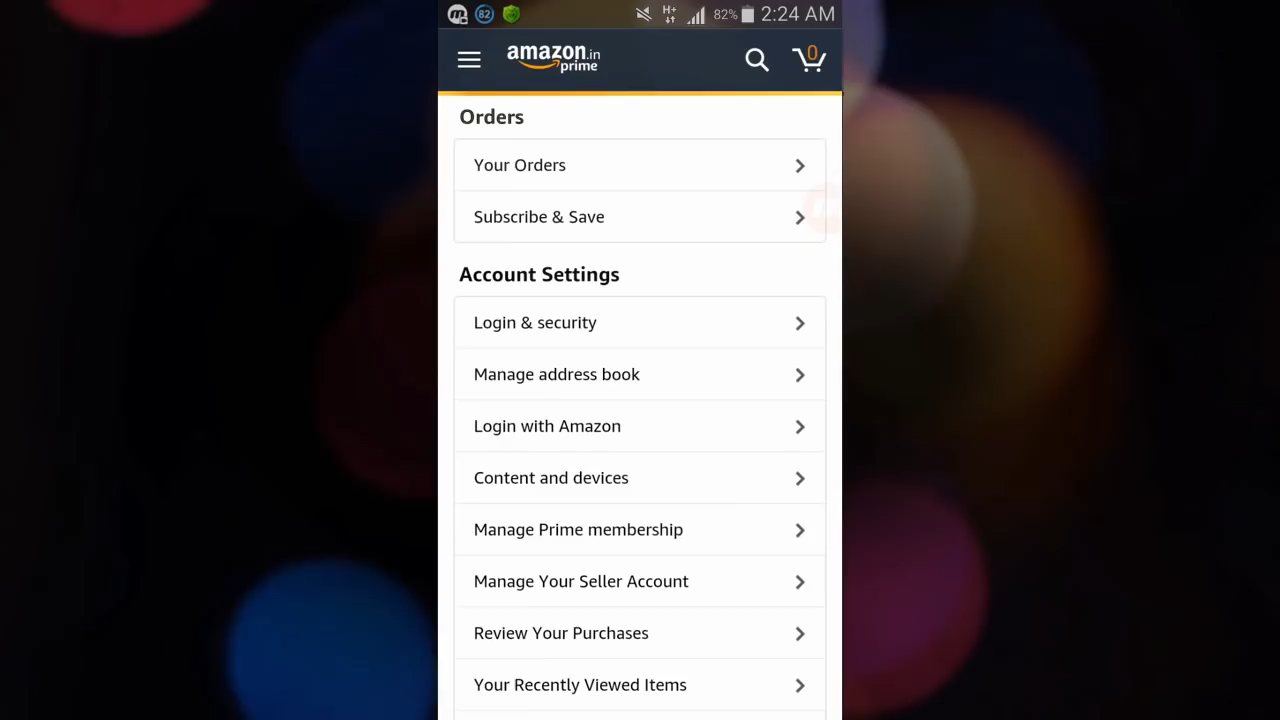 82 82% 2:24 AM
amazon.in
prime
0
Orders
Your Orders
Subscribe & Save
Account Settings
Login & security
Manage address book
Login with Amazon
Content and devices
Manage Prime membership
Manage Your Seller Account
Review Your Purchases
Your Recently Viewed Items